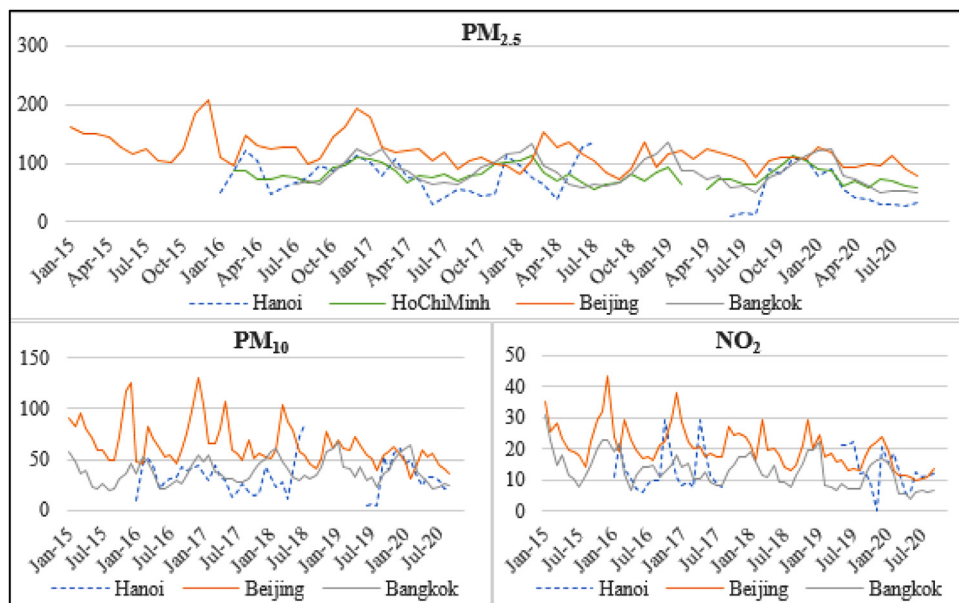 PM2.5
300
200
100
0
Jan-15 Apr-15 Jul-15 Oct-15 Jan-16 Apr-16 Jul-16 Oct-16 Jan-17 Apr-17 Jul-17 Oct-17 Jan-18 Apr-18 Jul-18 Oct-18 Jan-19 Apr-19 Jul-19 Oct-19 Jan-20 Apr-20 Jul-20
Hanoi HoChiMinh Beijing Bangkok
PM10
150
100
50
0
Jan-15 Jul-15 Jan-16 Jul-16 Jan-17 Jul-17 Jan-18 Jul-18 Jan-19 Jul-19 Jan-20 Jul-20
Hanoi Beijing Bangkok
NO2
50
40
30
20
10
0
Jan-15 Jul-15 Jan-16 Jul-16 Jan-17 Jul-17 Jan-18 Jul-18 Jan-19 Jul-19 Jan-20 Jul-20
Hanoi Beijing Bangkok